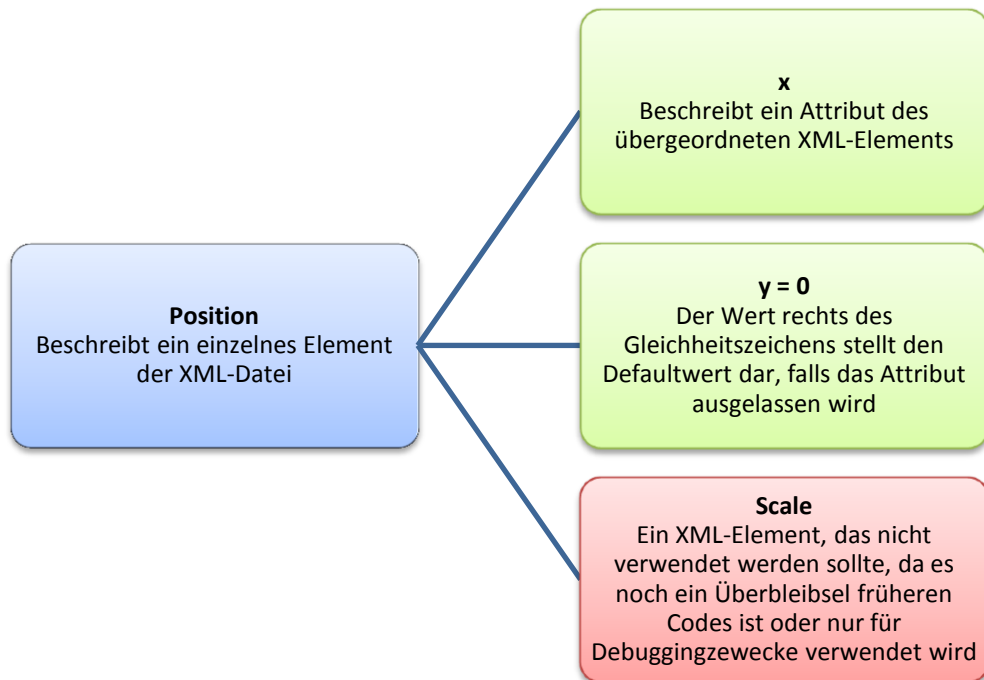 Position
Beschreibt ein einzelnes Element
der XML-Datei
x
Beschreibt ein Attribut des
übergeordneten XML-Elements
y = 0
Der Wert rechts des
Gleichheitszeichens stellt den
Defaultwert dar, falls das Attribut
ausgelassen wird
Scale
Ein XML-Element, das nicht
verwendet werden sollte, da es
noch ein Überbleibsel früheren
Codes ist oder nur für
Debuggingzewecke verwendet wird